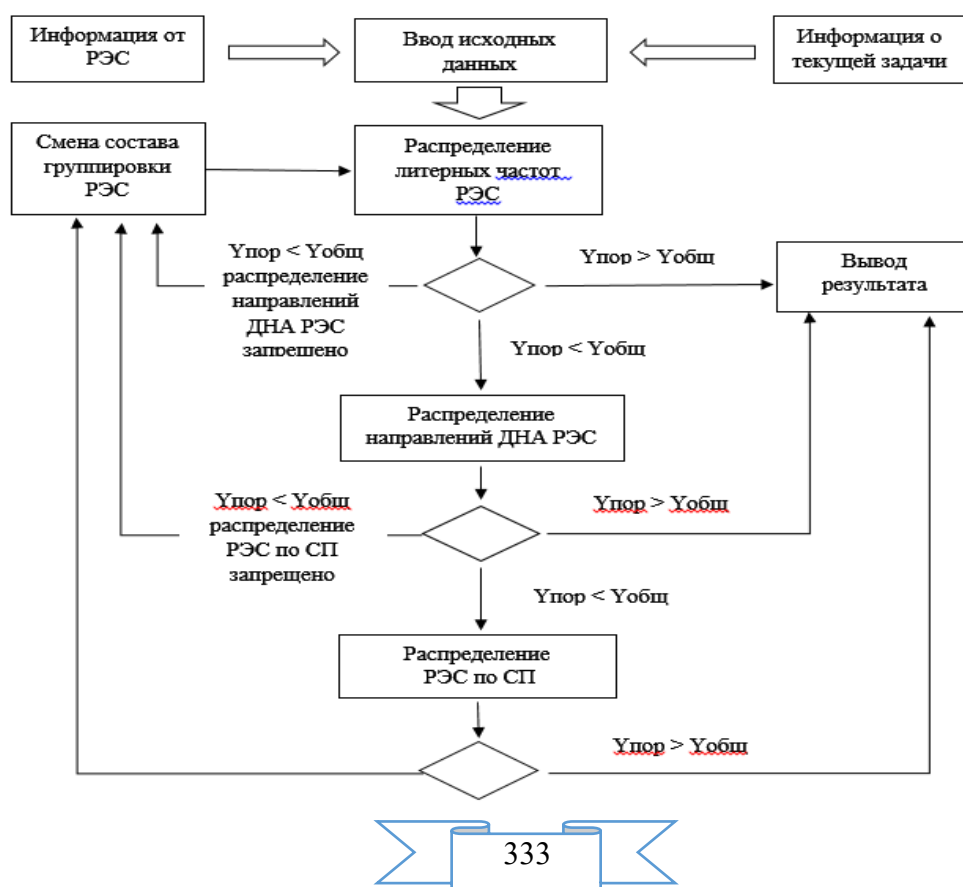 Информация от
РЭС
Ввод исходных
данных
Информация о
текущей задачи
Смена состава
группировки
РЭС
Распределение
литерных частот
РЭС
Yпор < Yобщ
распределение
направлений
ДНА РЭС
запрещено
Yпор > Yобщ
Вывод
результата
Yпор < Yобщ
Распределение
направлений ДНА РЭС
Yпор < Yобщ
распределение
РЭС по СП
запрещено
Yпор > Yобщ
Yпор < Yобщ
Распределение
РЭС по СП
Yпор > Yобщ
333